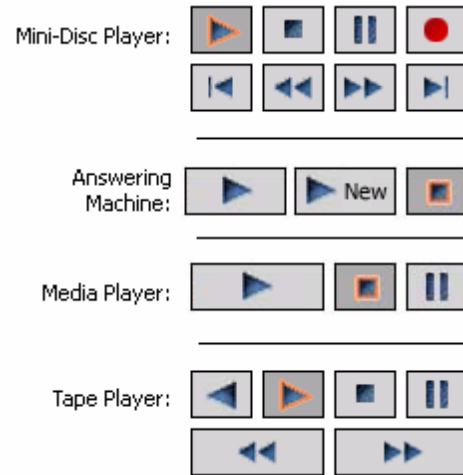 Mini-Disc Player:
Answering
Machine:
New
Media Player:
Tape Player: